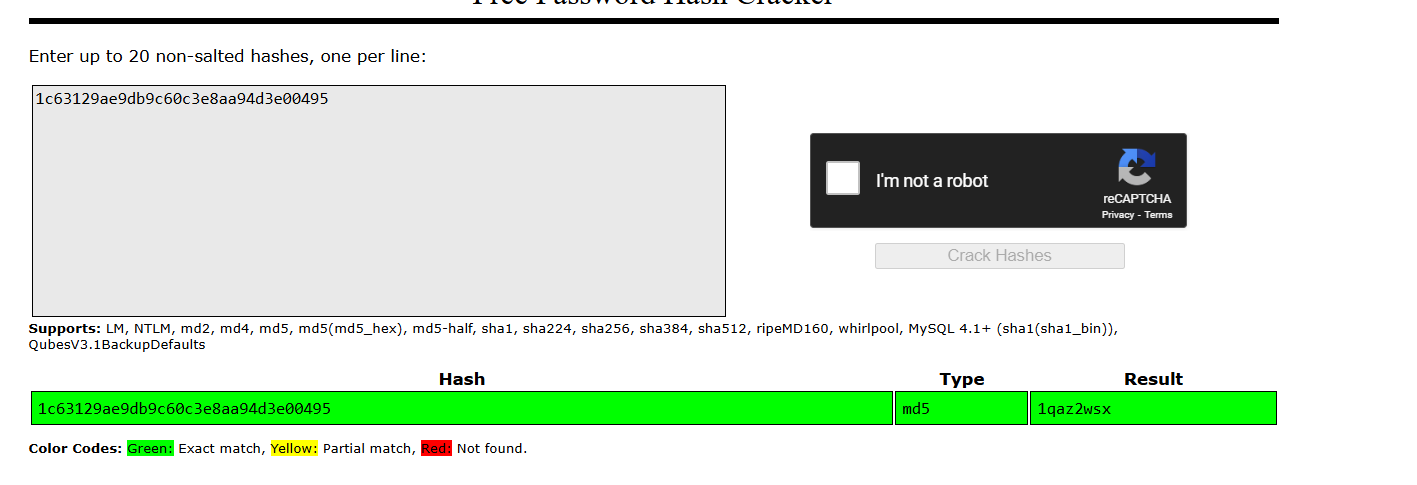 Free Password Hash Cracker
Enter up to 20 non-salted hashes, one per line:
1c63129ae9db9c60c3e8aa94d3e00495
I'm not a robot
reCAPTCHA
Privacy - Terms
Crack Hashes
Supports: LM, NTLM, md2, md4, md5, md5(md5_hex), md5-half, sha1, sha224, sha256, sha384, sha512, ripeMD160, whirlpool, MySQL 4.1+ (sha1(sha1_bin)),
QubesV3.1BackupDefaults
Hash Type Result
1c63129ae9db9c60c3e8aa94d3e00495 md5 1qaz2wsx
Color Codes: Green: Exact match, Yellow: Partial match, Red: Not found.